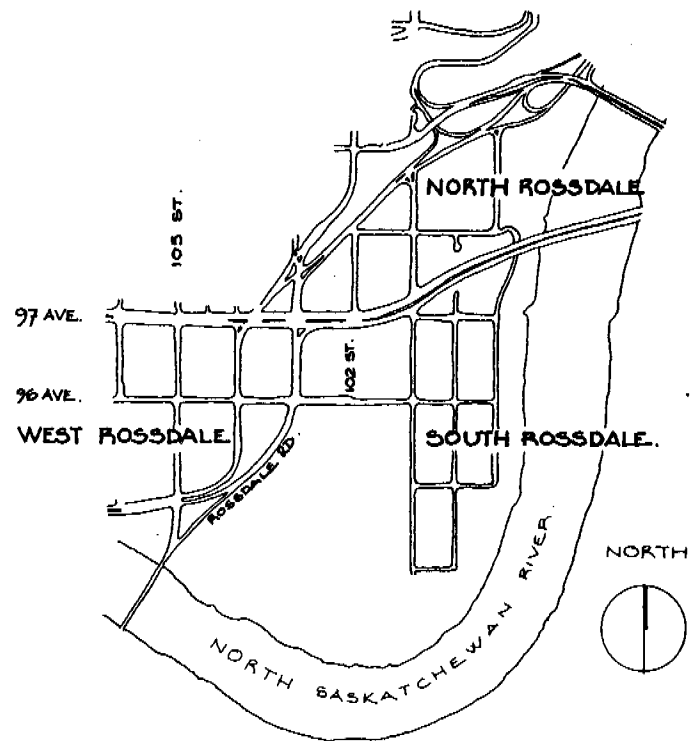 NORTH ROSSDALE
105 ST.
97 AVE.
102 ST.
96 AVE.
WEST ROSSDALE
SOUTH ROSSDALE.
ROSSDALE RD
NORTH SASKATCHEWAN RIVER
NORTH